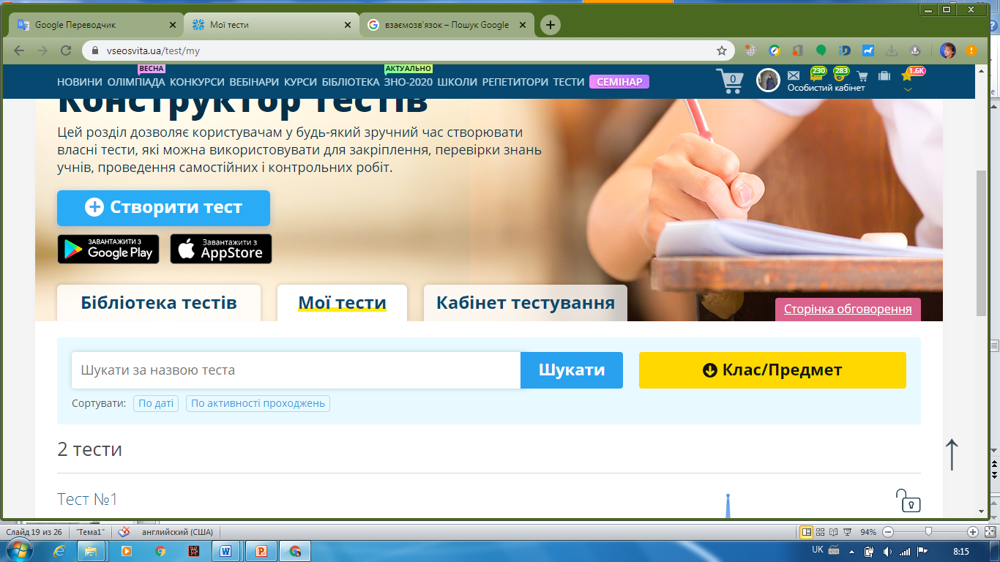 Google Переводчик
Мої тести
взаємозв'язок – Пошук Google
vseosvita.ua/test/my
ВЕСНА
АКТУАЛЬНО
НОВИНИ ОЛІМПІАДА КОНКУРСИ ВЕБІНАРИ КУРСИ БІБЛІОТЕКА ЗНО-2020 ШКОЛИ РЕПЕТИТОРИ ТЕСТИ СЕМІНАР
0
230
283
1.6K
Особистий кабінет
Конструктор тестів
Цей розділ дозволяє користувачам у будь-який зручний час створювати
власні тести, які можна використовувати для закріплення, перевірки знань
учнів, проведення самостійних і контрольних робіт.
Створити тест
ЗАВАНТАЖИТИ З
Google Play
Завантажити з
AppStore
Бібліотека тестів
Мої тести
Кабінет тестування
Сторінка обговорення
Шукати за назвою теста
Шукати
Клас/Предмет
Сортувати: По даті По активності проходжень
2 тести
Тест №1
Слайд 19 из 26 "Тема1" английский (США)
94%
UK
8:15